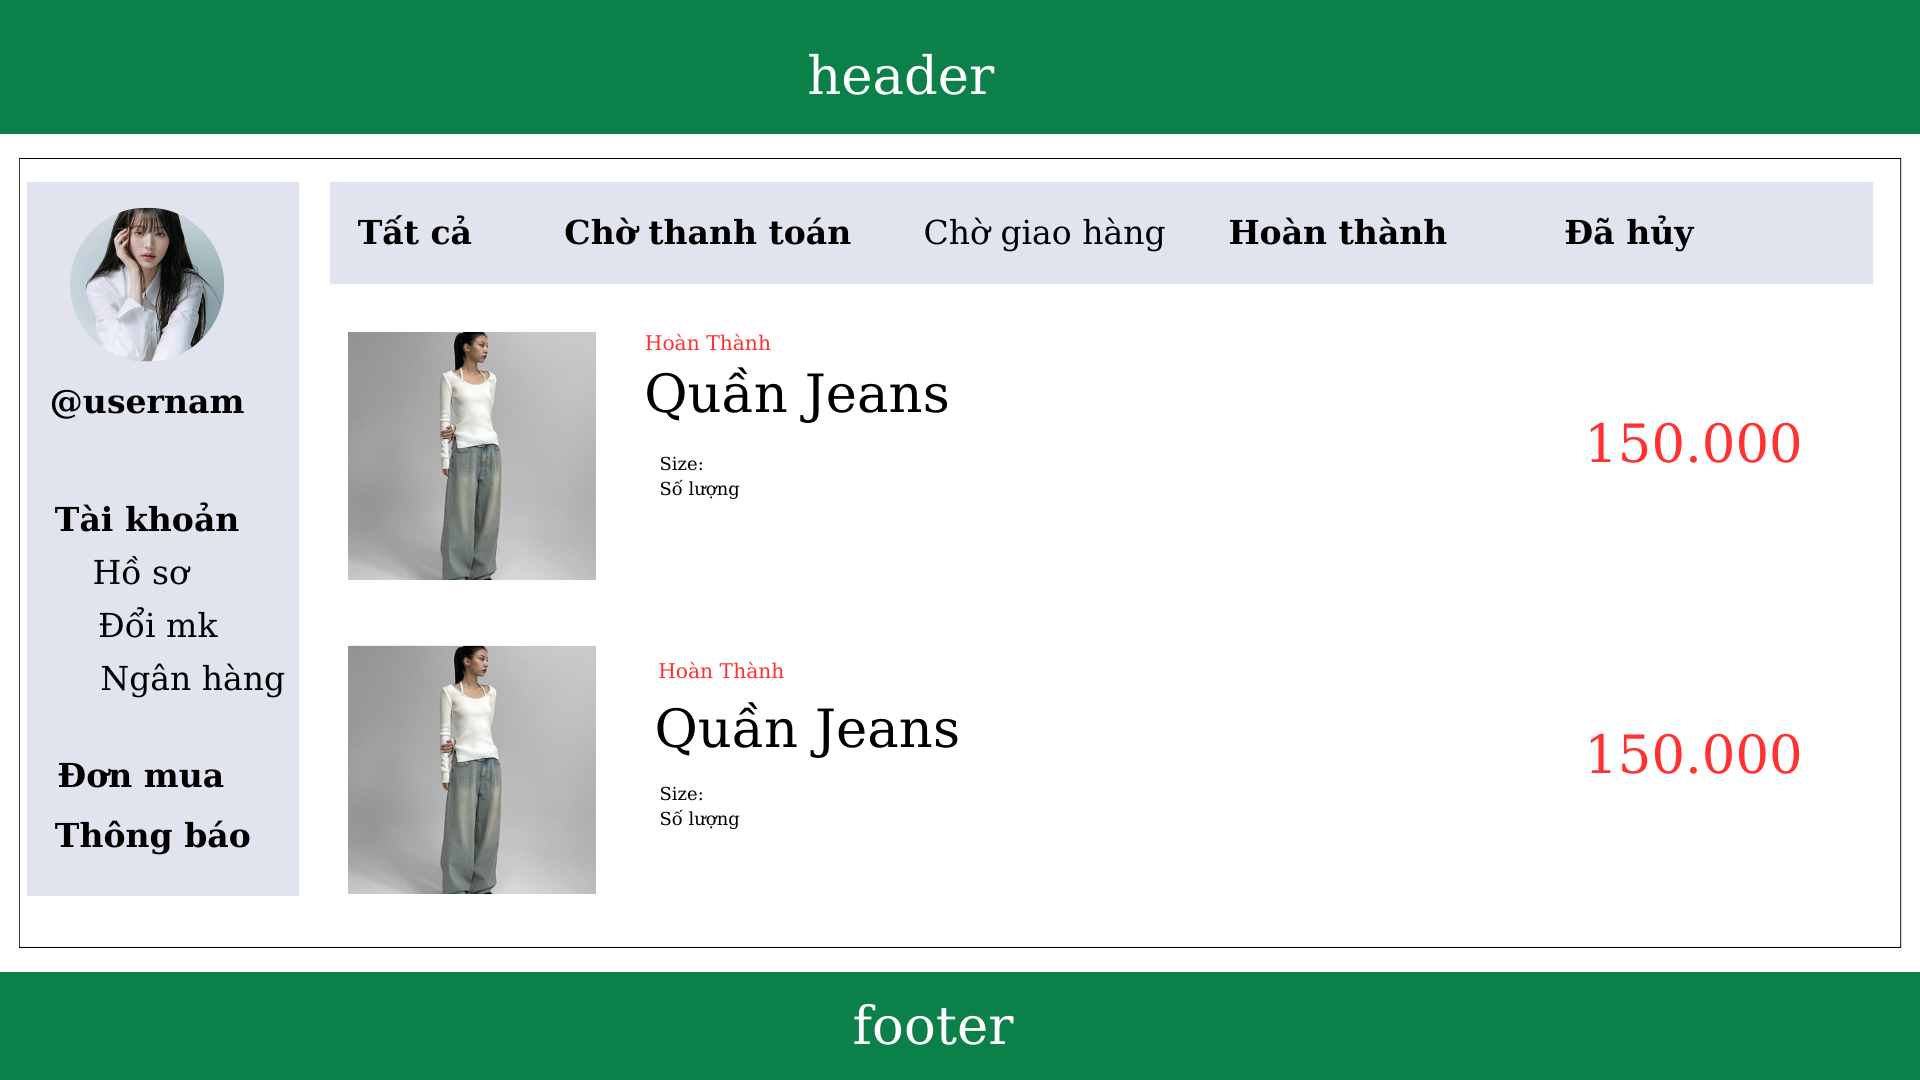 header
@usernam
Tài khoản
Hồ sơ
Đổi mk
Ngân hàng
Đơn mua
Thông báo
Tất cả
Chờ thanh toán
Chờ giao hàng
Hoàn thành
Đã hủy
Hoàn Thành
Quần Jeans
Size:
Số lượng
150.000
Hoàn Thành
Quần Jeans
Size:
Số lượng
150.000
footer